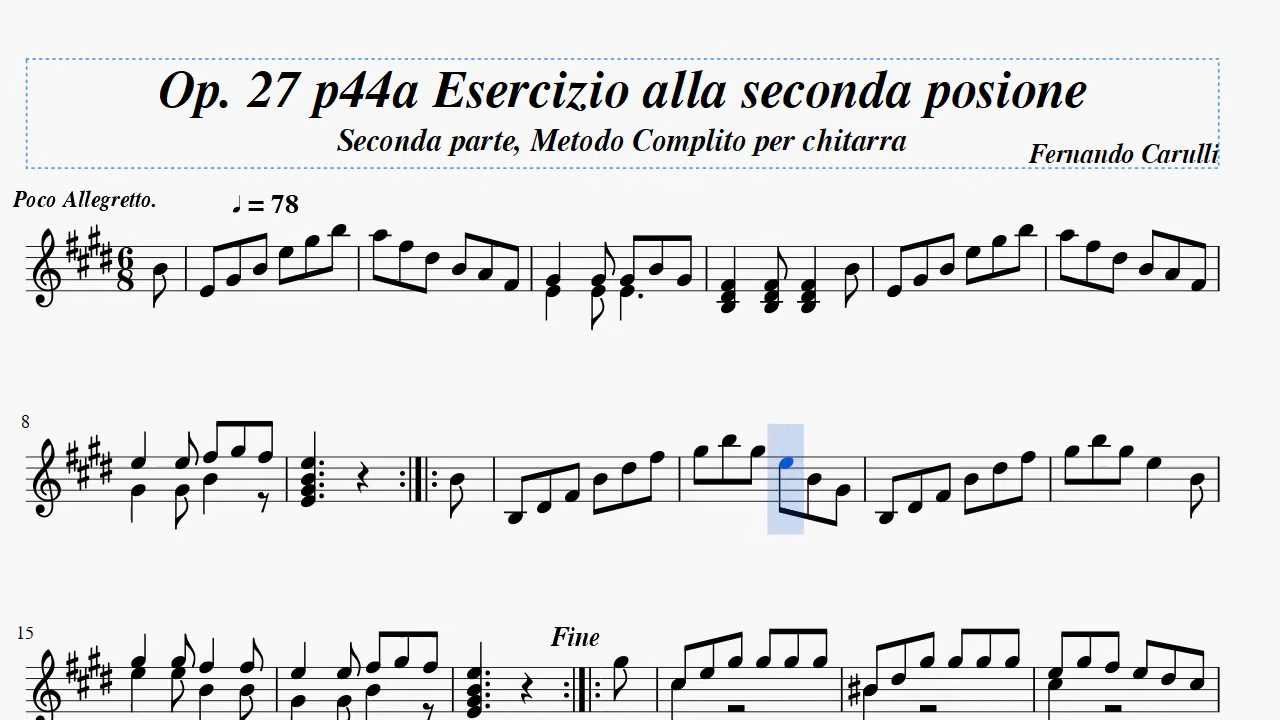 Op. 27 p44a Esercizio alla seconda posione
Seconda parte, Metodo Complito per chitarra
Fernando Carulli
Poco Allegretto.
♩ = 78
6
8
8
15
Fine